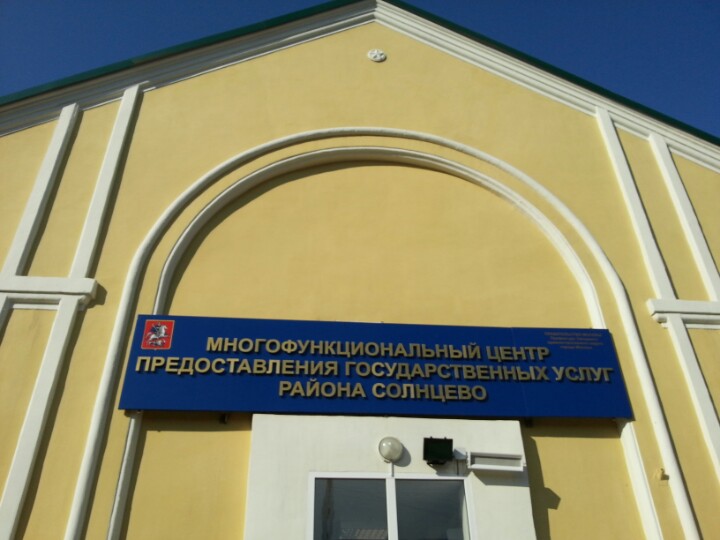 МНОГОФУНКЦИОНАЛЬНЫЙ ЦЕНТР
ПРЕДОСТАВЛЕНИЯ ГОСУДАРСТВЕННЫХ УСЛУГ
РАЙОНА СОЛНЦЕВО